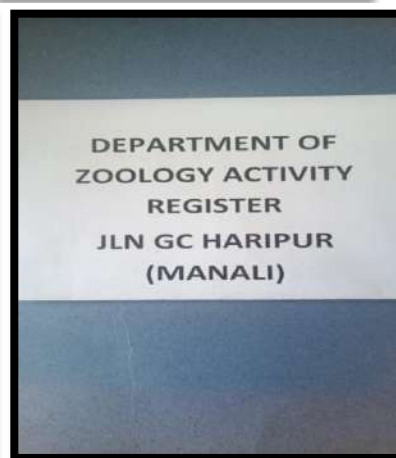 DEPARTMENT OF
ZOOLOGY ACTIVITY
REGISTER
JLN GC HARIPUR
(MANALI)